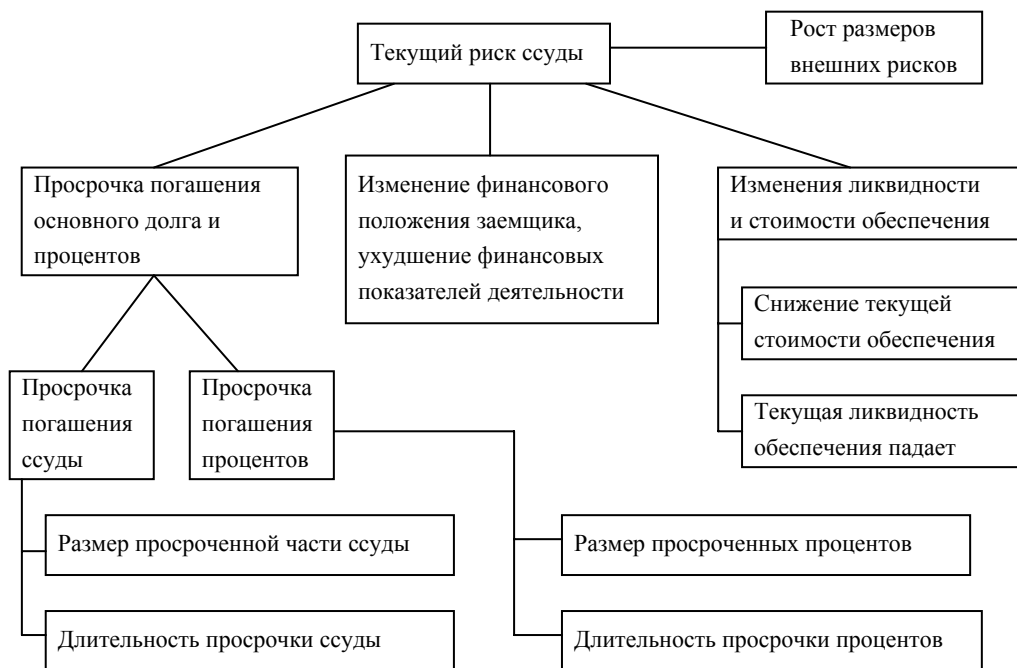 Текущий риск ссуды
Рост размеров
внешних рисков
Просрочка погашения
основного долга и
процентов
Изменение финансового
положения заемщика,
ухудшение финансовых
показателей деятельности
Изменения ликвидности
и стоимости обеспечения
Снижение текущей
стоимости обеспечения
Текущая ликвидность
обеспечения падает
Просрочка
погашения
ссуды
Просрочка
погашения
процентов
Размер просроченной части ссуды
Размер просроченных процентов
Длительность просрочки ссуды
Длительность просрочки процентов